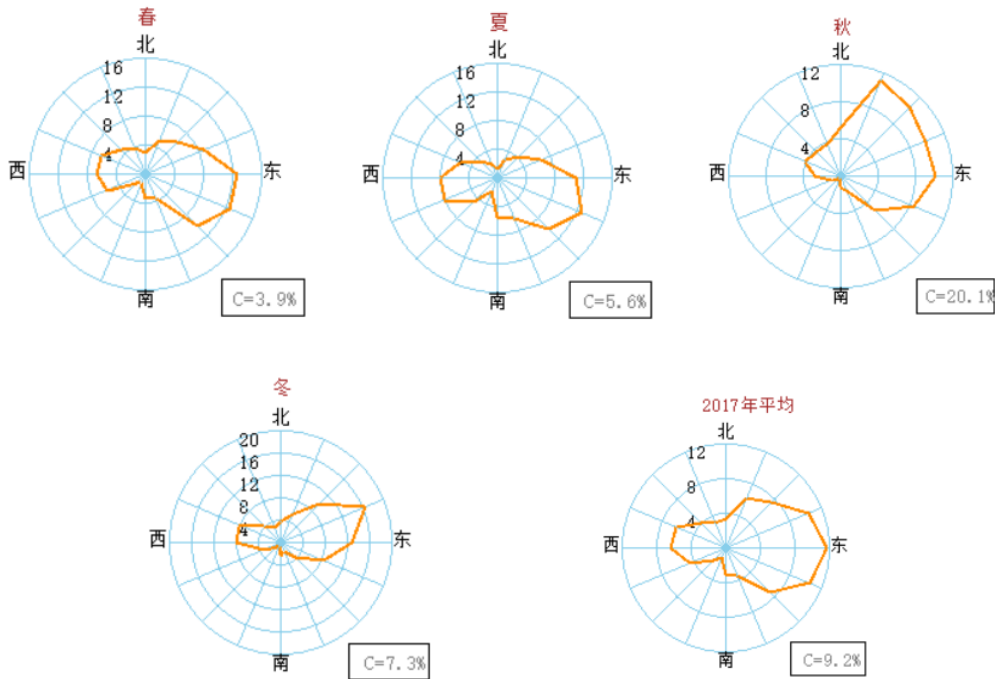 春
北
16
12
8
4
西
东
南
C=3.9%
夏
北
16
12
8
4
西
东
南
C=5.6%
秋
北
12
8
4
西
东
南
C=20.1%
冬
北
20
16
12
8
4
西
东
南
C=7.3%
2017年平均
北
12
8
4
西
东
南
C=9.2%